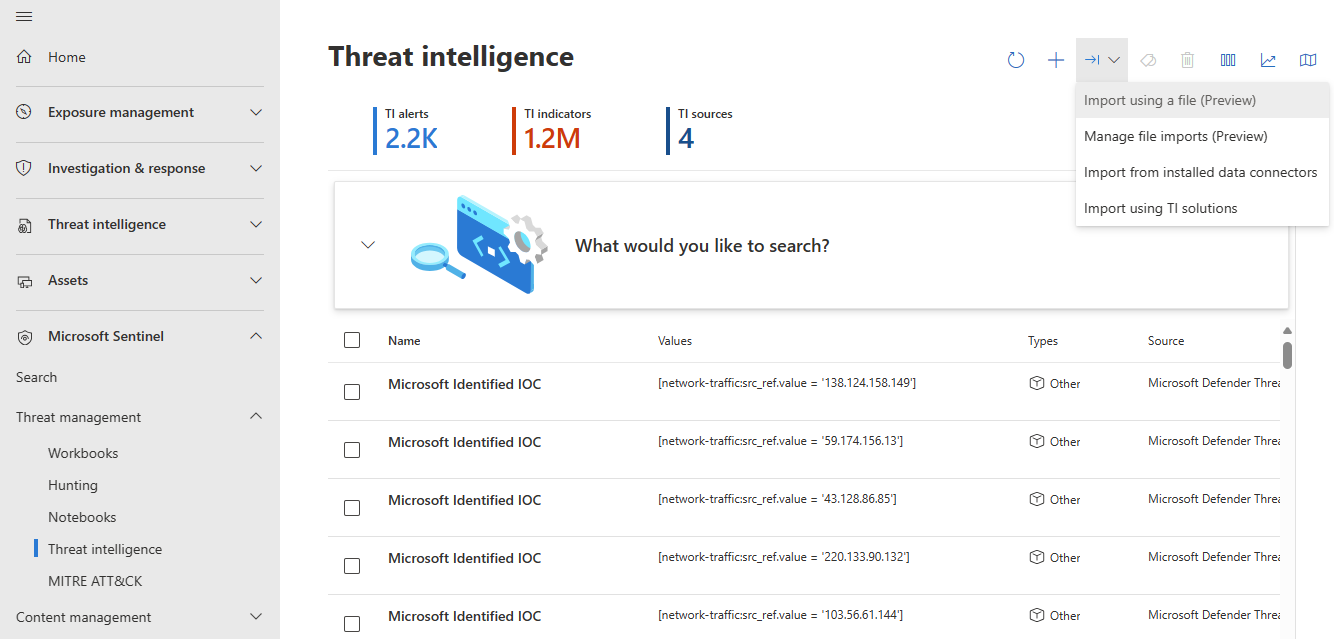 Home
Exposure management
Investigation & response
Threat intelligence
Assets
Microsoft Sentinel
Search
Threat management
Workbooks
Hunting
Notebooks
Threat intelligence
MITRE ATT&CK
Content management
Threat intelligence
TI alerts
2.2K
TI indicators
1.2M
TI sources
4
Import using a file (Preview)
Manage file imports (Preview)
Import from installed data connectors
Import using TI solutions
What would you like to search?
Name Values Types Source
Microsoft Identified IOC [network-traffic:src_ref.value = '138.124.158.149'] Other Microsoft Defender Threa
Microsoft Identified IOC [network-traffic:src_ref.value = '59.174.156.13'] Other Microsoft Defender Threa
Microsoft Identified IOC [network-traffic:src_ref.value = '43.128.86.85'] Other Microsoft Defender Threa
Microsoft Identified IOC [network-traffic:src_ref.value = '220.133.90.132'] Other Microsoft Defender Threa
Microsoft Identified IOC [network-traffic:src_ref.value = '103.56.61.144'] Other Microsoft Defender Threa